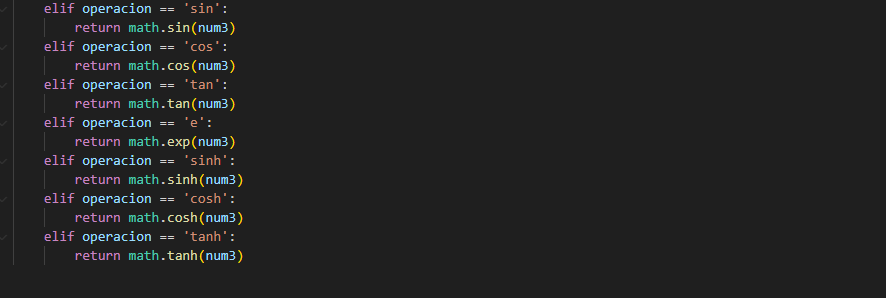 elif operacion == 'sin':
return math.sin(num3)
elif operacion == 'cos':
return math.cos(num3)
elif operacion == 'tan':
return math.tan(num3)
elif operacion == 'e':
return math.exp(num3)
elif operacion == 'sinh':
return math.sinh(num3)
elif operacion == 'cosh':
return math.cosh(num3)
elif operacion == 'tanh':
return math.tanh(num3)